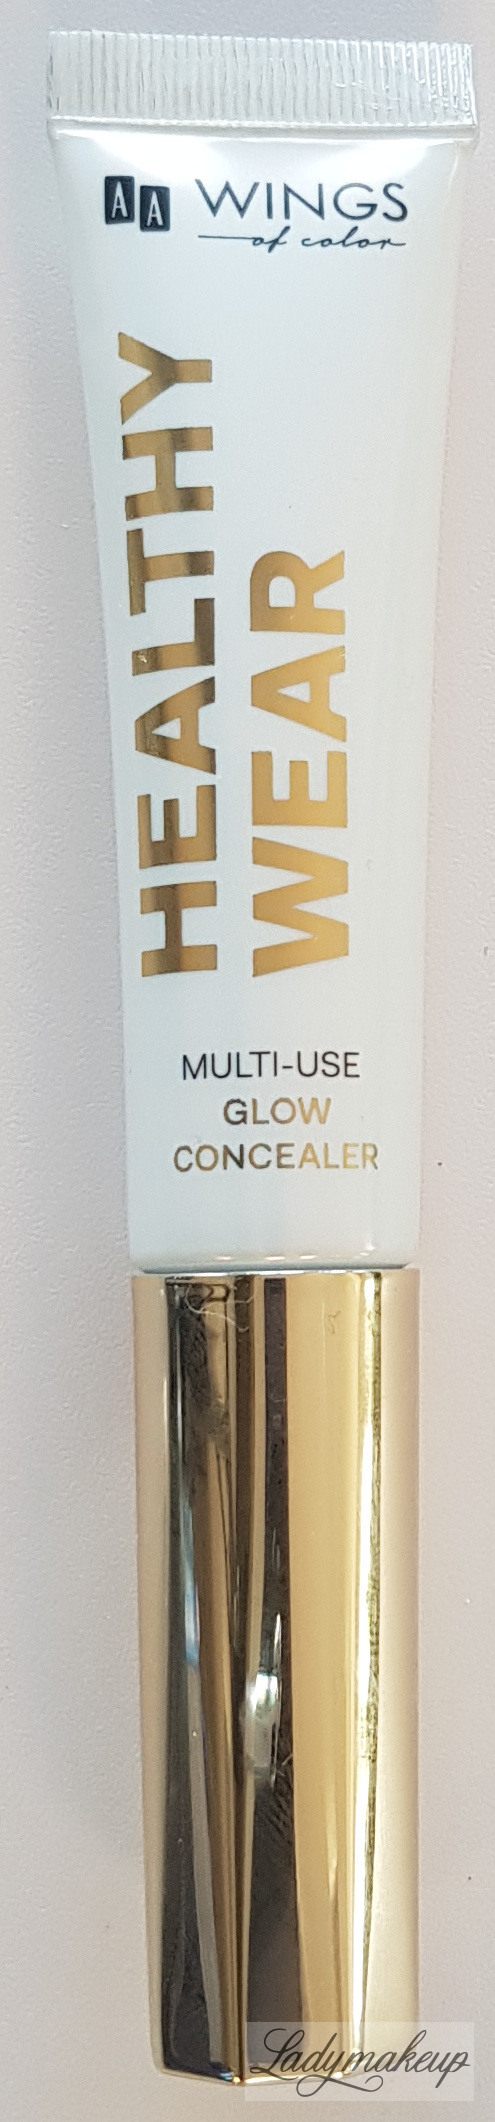 AA WINGS
of color
HEALTHY
WEAR
MULTI-USE
GLOW
CONCEALER
Ladymakeup